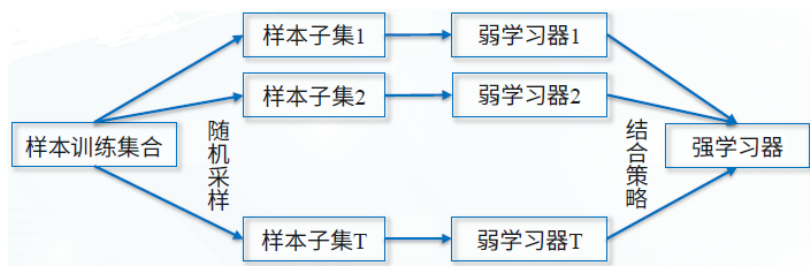 样本子集1
弱学习器1
样本子集2
弱学习器2
样本训练集合
随机采样
结合策略
强学习器
样本子集T
弱学习器T